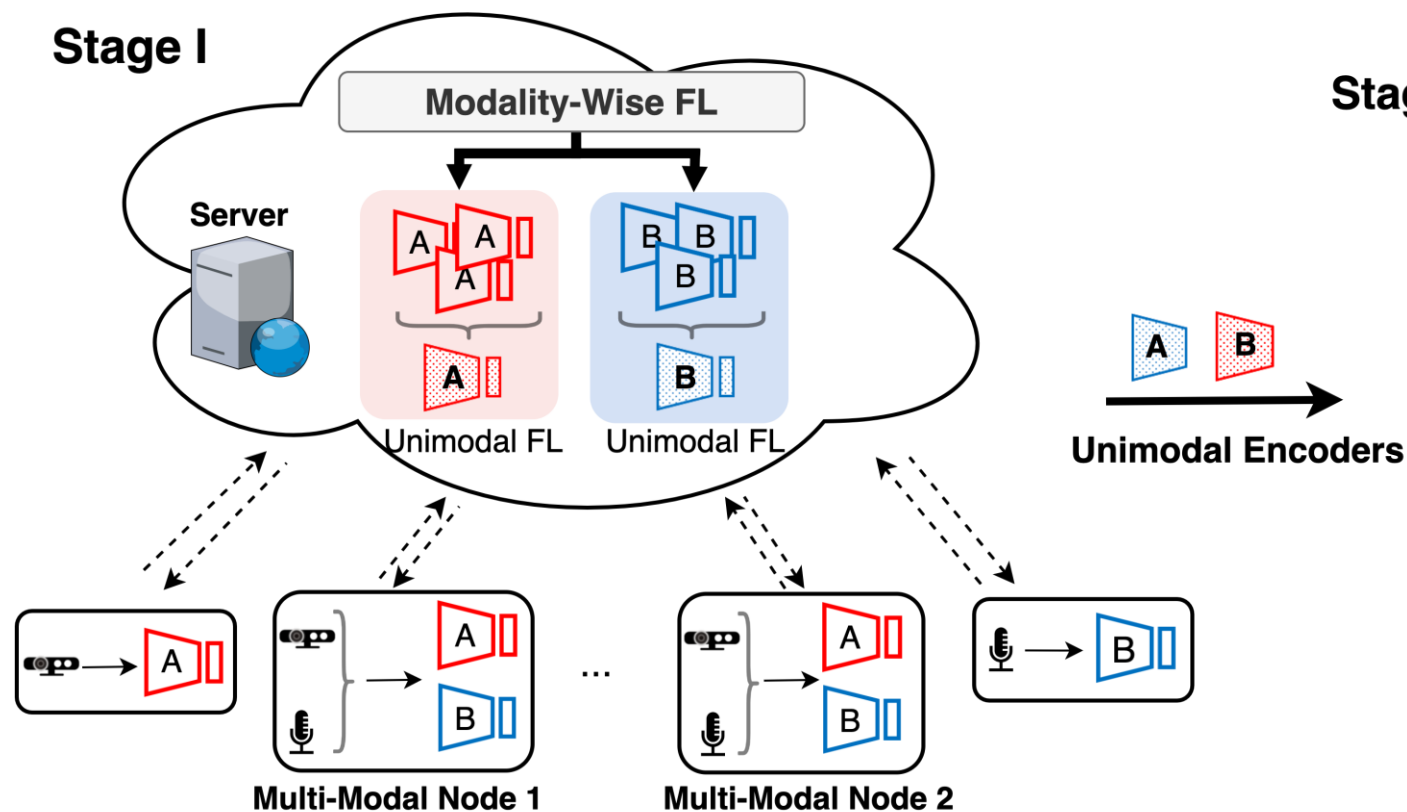 Stage I
Stag
Modality-Wise FL
Server
A A B B
A B
A B
Unimodal FL Unimodal FL
A B
Unimodal Encoders
A A ... A B
B B
Multi-Modal Node 1 Multi-Modal Node 2